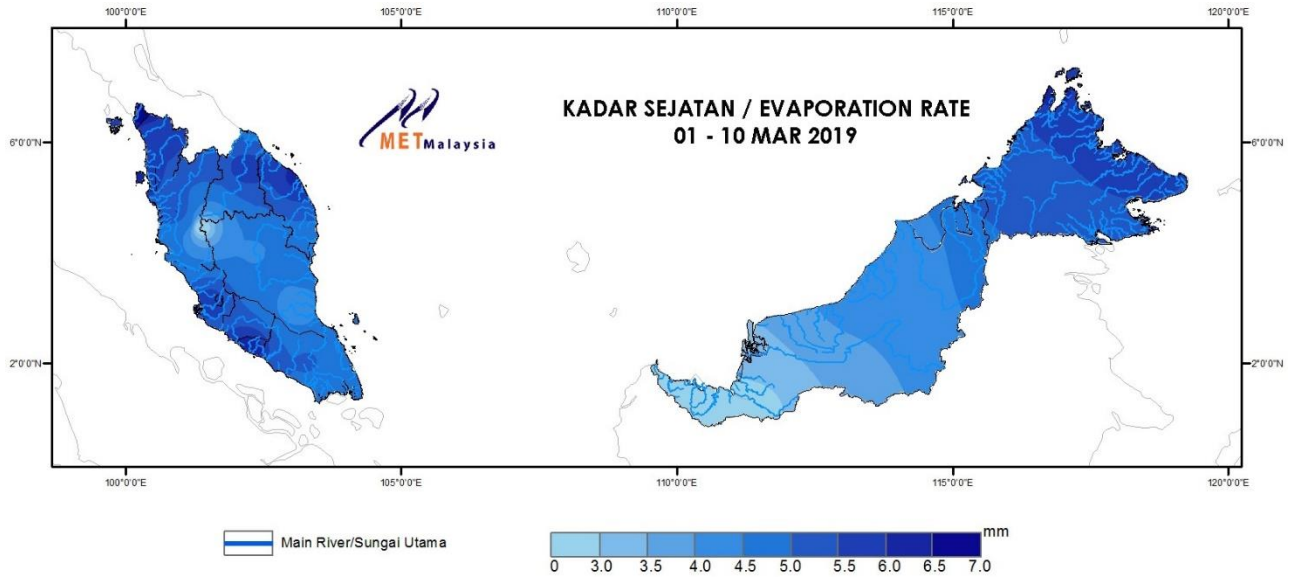 100°0'0"E 105°0'0"E 110°0'0"E 115°0'0"E 120°0'0"E
MET Malaysia
KADAR SEJATAN / EVAPORATION RATE
01 - 10 MAR 2019
6°0'0"N 6°0'0"N
2°0'0"N 2°0'0"N
100°0'0"E 105°0'0"E 110°0'0"E 115°0'0"E 120°0'0"E
Main River/Sungai Utama
mm
0 3.0 3.5 4.0 4.5 5.0 5.5 6.0 6.5 7.0